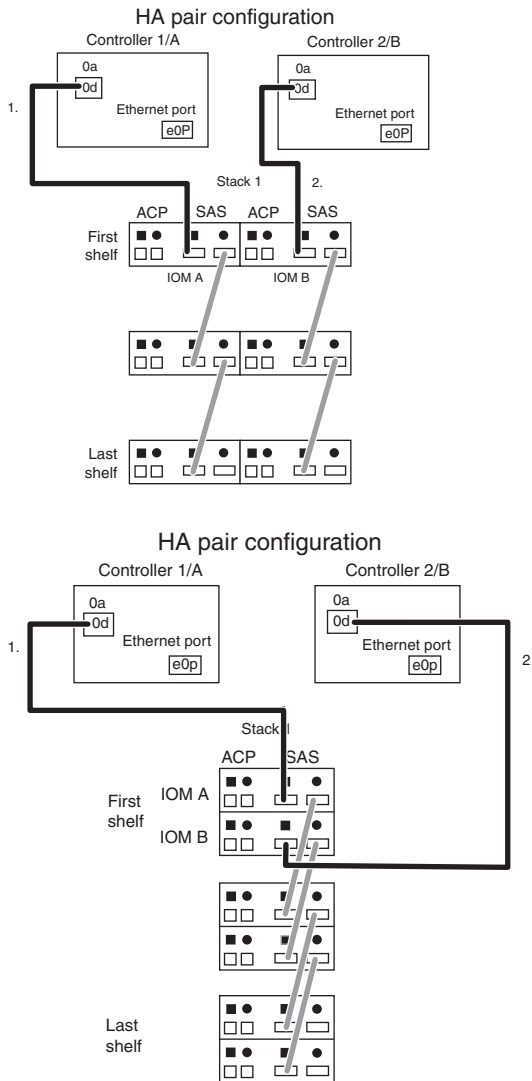 HA pair configuration
Controller 1/A Controller 2/B
0a 0a
1. 0d 0d
Ethernet port Ethernet port
e0P e0P
Stack 1 2.
ACP SAS ACP SAS
First
shelf
IOM A IOM B
Last
shelf
HA pair configuration
Controller 1/A Controller 2/B
0a 0a
0d 0d
1. Ethernet port Ethernet port 2
e0p e0p
Stack 1
ACP SAS
First
shelf
IOM A
IOM B
Last
shelf